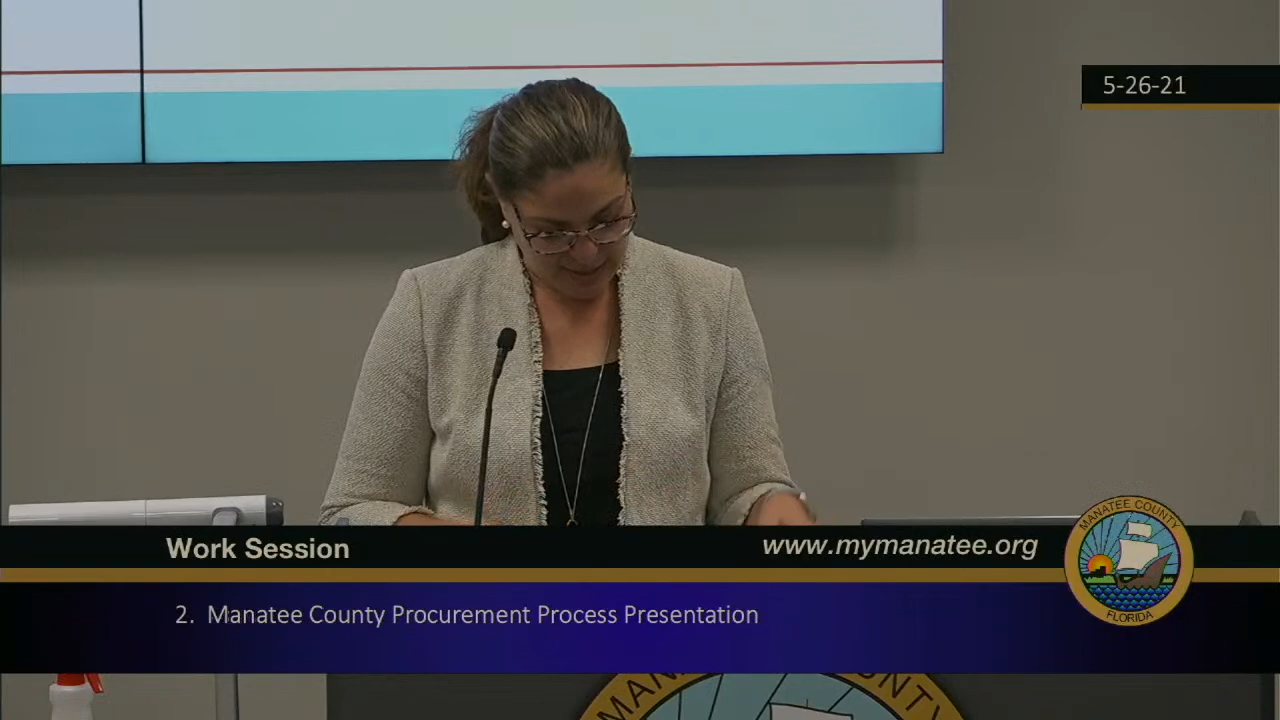 5-26-21
Work Session
www.mymanatee.org
MANATEE COUNTY
FLORIDA
2. Manatee County Procurement Process Presentation